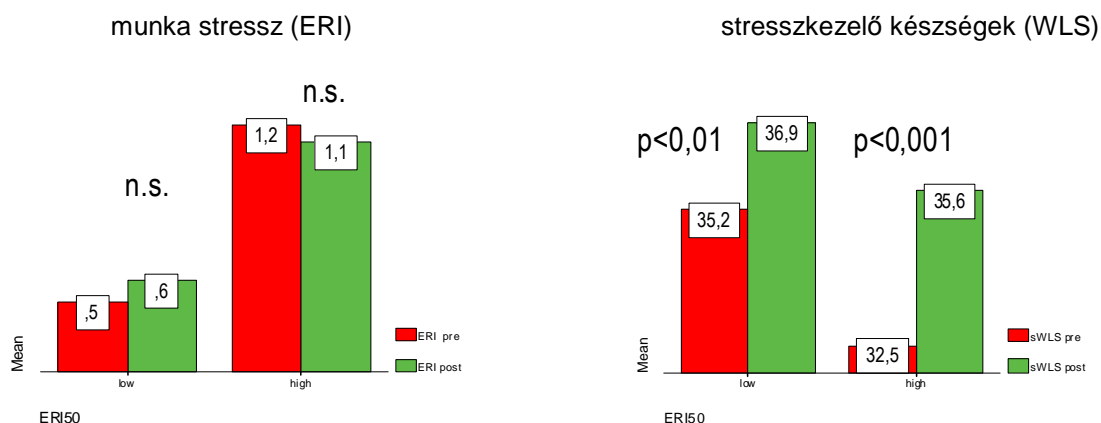 munka stressz (ERI)
n.s.
n.s.
,5
,6
1,2
1,1
Mean
low
high
ERI50
ERI pre
ERI post
stresszkezelő készségek (WLS)
p<0,01
p<0,001
35,2
36,9
32,5
35,6
Mean
low
high
ERI50
sWLS pre
sWLS post